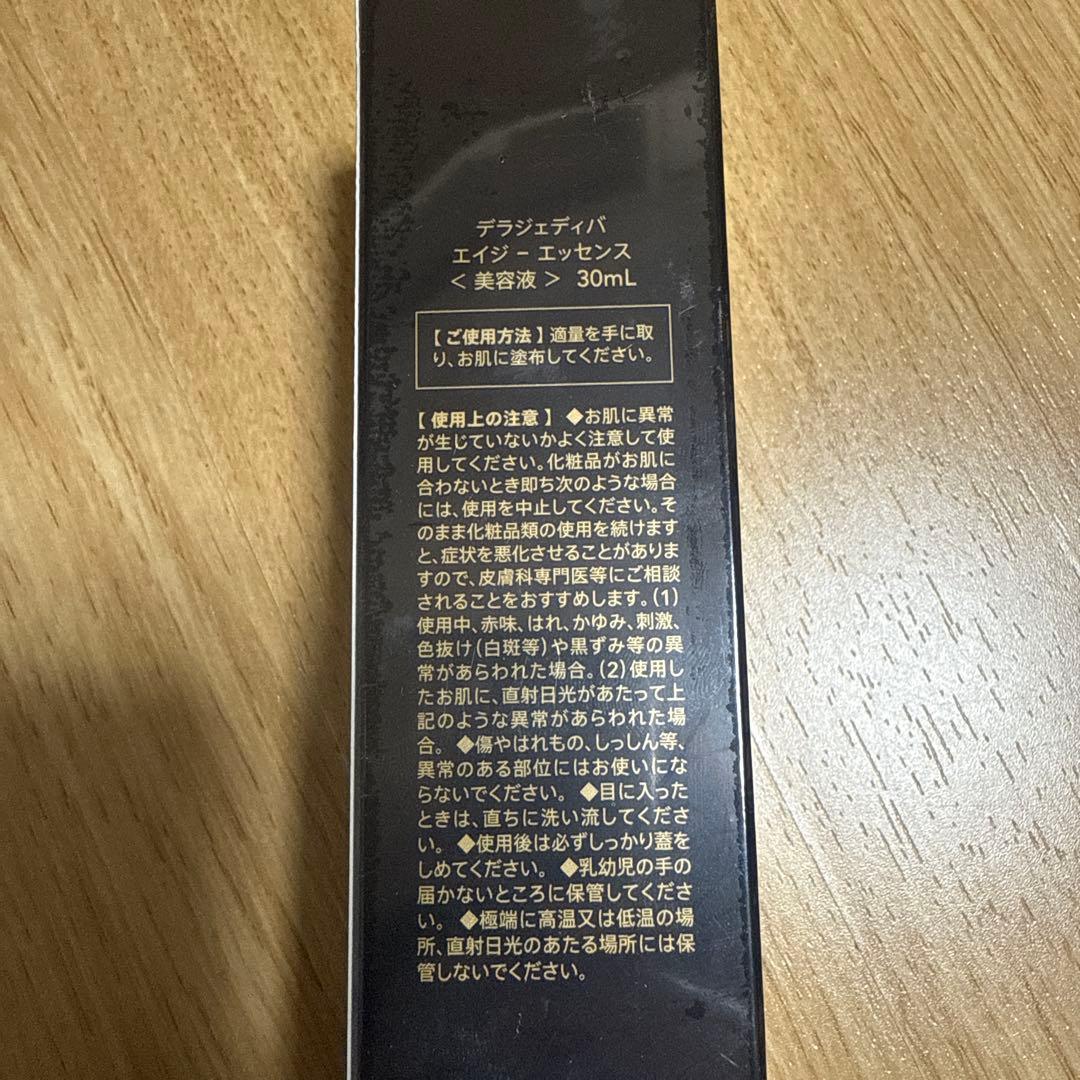 デラジェディバ
エイジ － エッセンス
＜ 美容液 ＞ 30mL
【ご使用方法】適量を手に取
り、お肌に塗布してください。
【使用上の注意】 ◆お肌に異常
が生じていないかよく注意して使
用してください。化粧品がお肌に
合わないとき即ち次のような場合
には、使用を中止してください。そ
のまま化粧品類の使用を続けます
と、症状を悪化させることがありま
すので、皮膚科専門医等にご相談
されることをおすすめします。(1)
使用中、赤味、はれ、かゆみ、刺激、
色抜け(白斑等)や黒ずみ等の異
常があらわれた場合。(2)使用し
たお肌に、直射日光があたって上
記のような異常があらわれた場
合。 ◆傷やはれもの、しっしん等、
異常のある部位にはお使いにな
らないでください。 ◆目に入った
ときは、直ちに洗い流してくださ
い。 ◆使用後は必ずしっかり蓋を
しめてください。 ◆乳幼児の手の
届かないところに保管してくださ
い。 ◆極端に高温又は低温の場
所、直射日光のあたる場所には保
管しないでください。